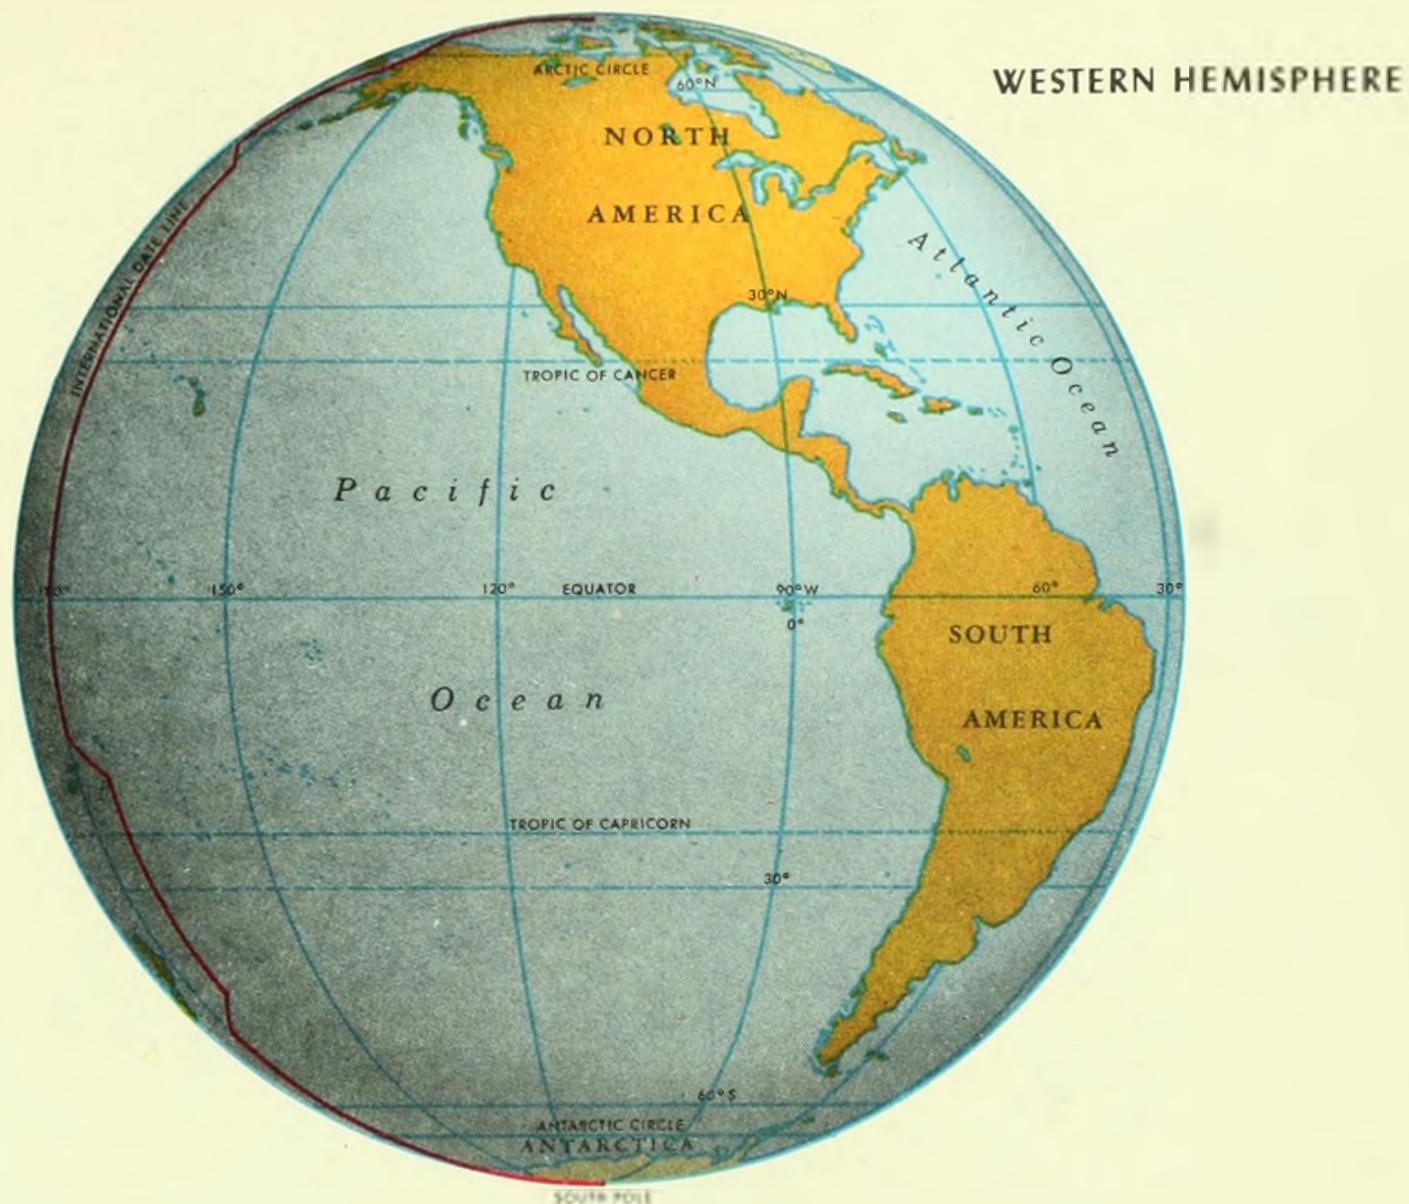 WESTERN HEMISPHERE
ARCTIC CIRCLE
60°N
NORTH
AMERICA
Atlantic Ocean
INTERNATIONAL DATE LINE
30°N
TROPIC OF CANCER
Pacific
150°
120°
EQUATOR
90°W
60°
30°
0°
SOUTH
Ocean
AMERICA
TROPIC OF CAPRICORN
30°
60°S
ANTARCTIC CIRCLE
ANTARCTICA
SOUTH POLE